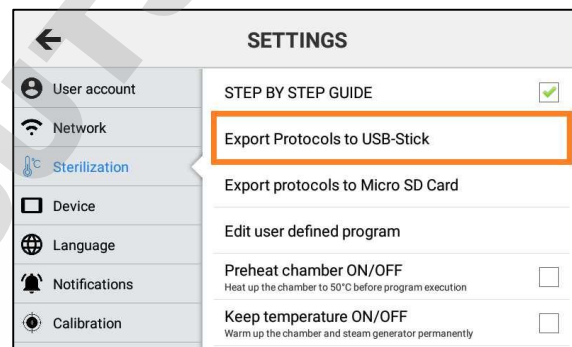 SETTINGS
User account
Network
Sterilization
Device
Language
Notifications
Calibration
STEP BY STEP GUIDE
Export Protocols to USB-Stick
Export protocols to Micro SD Card
Edit user defined program
Preheat chamber ON/OFF
Heat up the chamber to 50°C before program execution
Keep temperature ON/OFF
Warm up the chamber and steam generator permanently